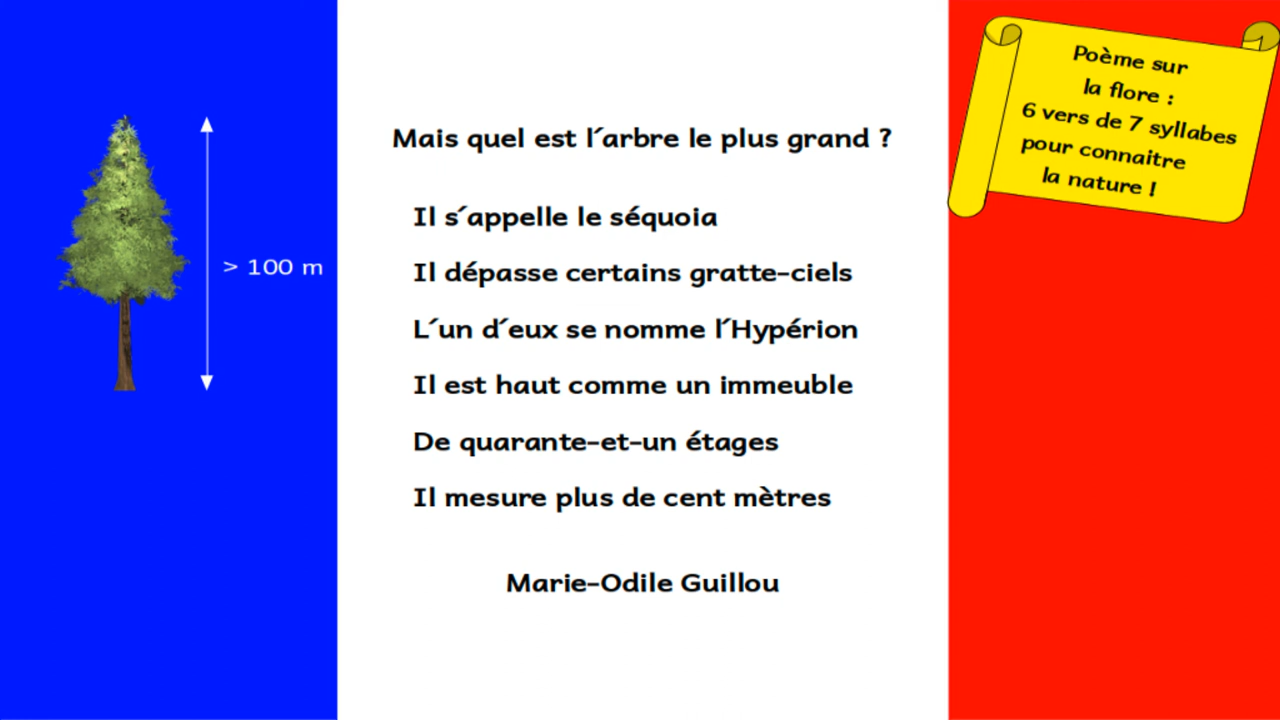 > 100 m
Mais quel est l´arbre le plus grand ?
Il s´appelle le séquoia
Il dépasse certains gratte-ciels
L´un d´eux se nomme l´Hypérion
Il est haut comme un immeuble
De quarante-et-un étages
Il mesure plus de cent mètres
Marie-Odile Guillou
Poème sur
la flore :
6 vers de 7 syllabes
pour connaitre
la nature !